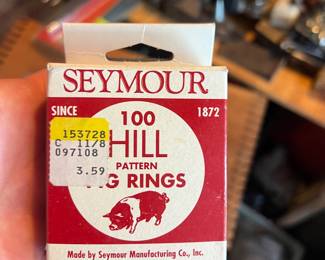 SEYMOUR
SINCE 1872
100
HILL
PATTERN
RINGS
153728
C 11/8
097108
3.59
Made by Seymour Manufacturing Co., Inc.